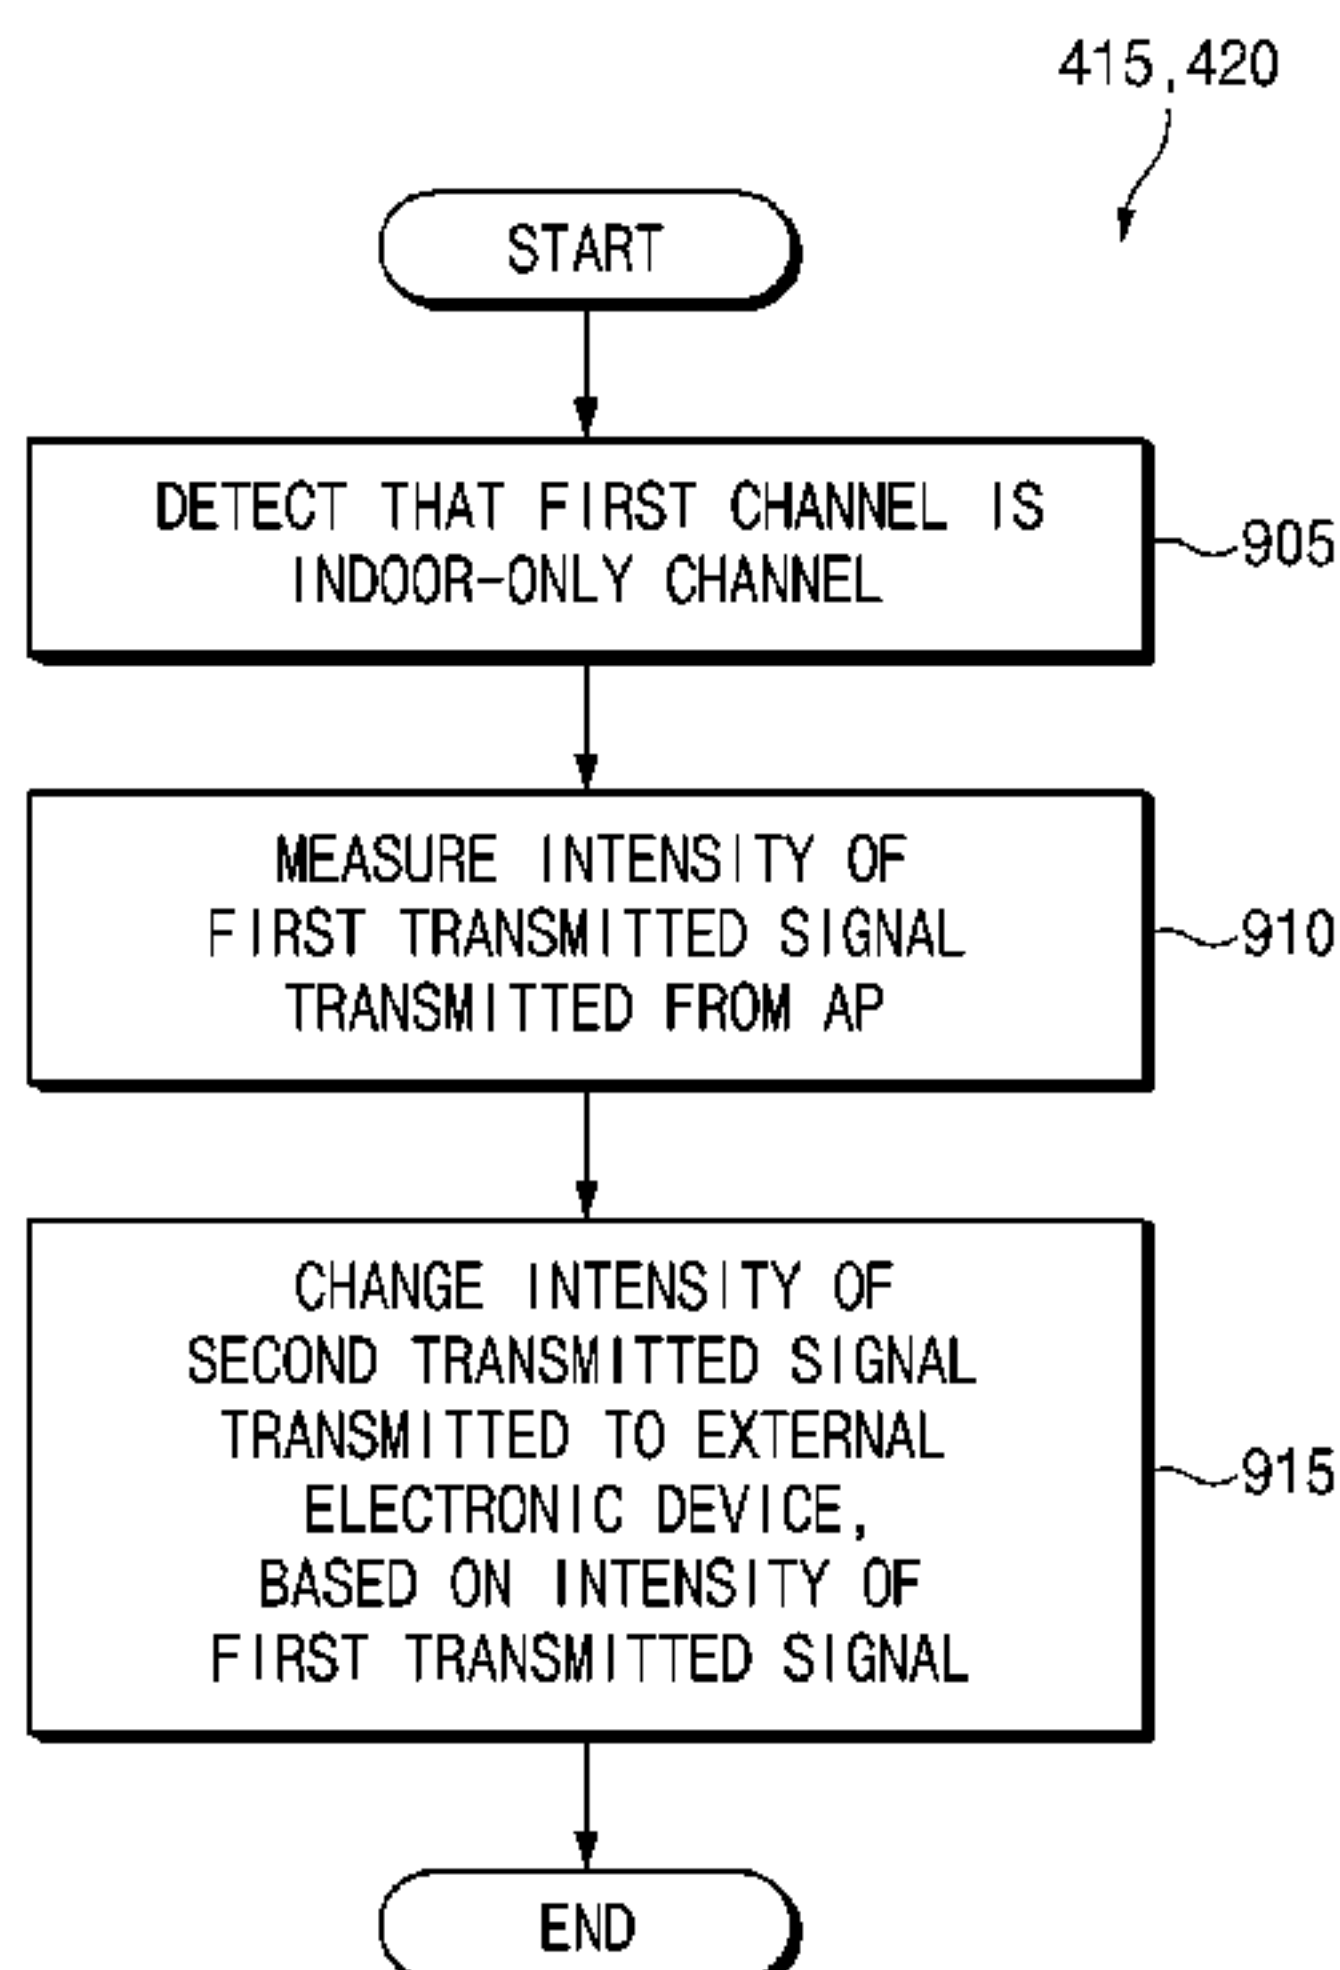 415,420
START
DETECT THAT FIRST CHANNEL IS
INDOOR-ONLY CHANNEL
905
MEASURE INTENSITY OF
FIRST TRANSMITTED SIGNAL
TRANSMITTED FROM AP
910
CHANGE INTENSITY OF
SECOND TRANSMITTED SIGNAL
TRANSMITTED TO EXTERNAL
ELECTRONIC DEVICE,
BASED ON INTENSITY OF
FIRST TRANSMITTED SIGNAL
915
END